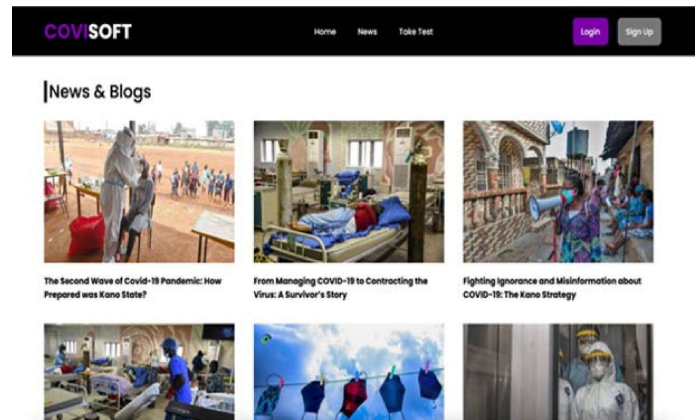 COVISOFT
Home News Take Test
Login Sign Up
News & Blogs
The Second Wave of Covid-19 Pandemic: How
Prepared was Kano State?
From Managing COVID-19 to Contracting the
Virus: A Survivor's Story
Fighting Ignorance and Misinformation about
COVID-19: The Kano Strategy